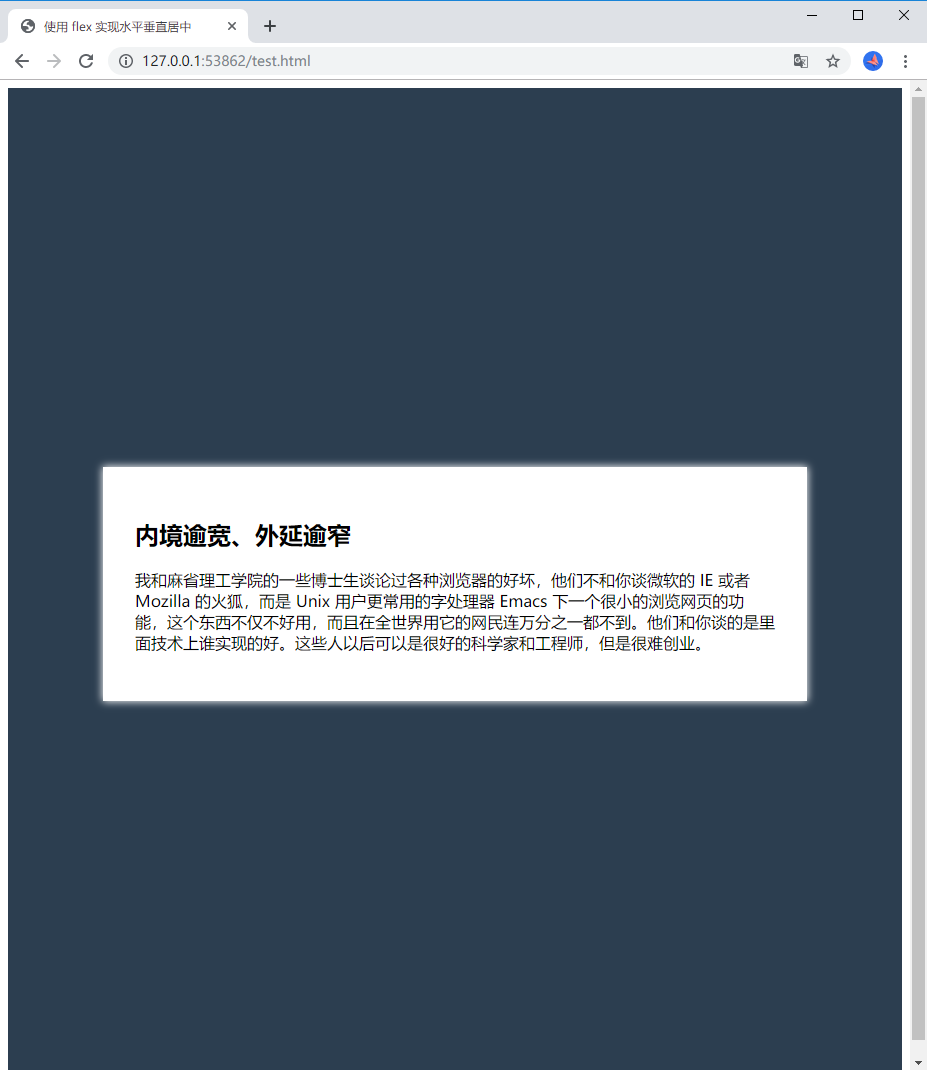 使用 flex 实现水平垂直居中
127.0.0.1:53862/test.html
内境逾宽、外延逾窄
我和麻省理工学院的一些博士生谈论过各种浏览器的好坏，他们不和你谈微软的 IE 或者
Mozilla 的火狐，而是 Unix 用户更常用的字处理器 Emacs 下一个很小的浏览网页的功
能，这个东西不仅不好用，而且在全世界用它的网民连万分之一都不到。他们和你谈的是里
面技术上谁实现的好。这些人以后可以是很好的科学家和工程师，但是很难创业。